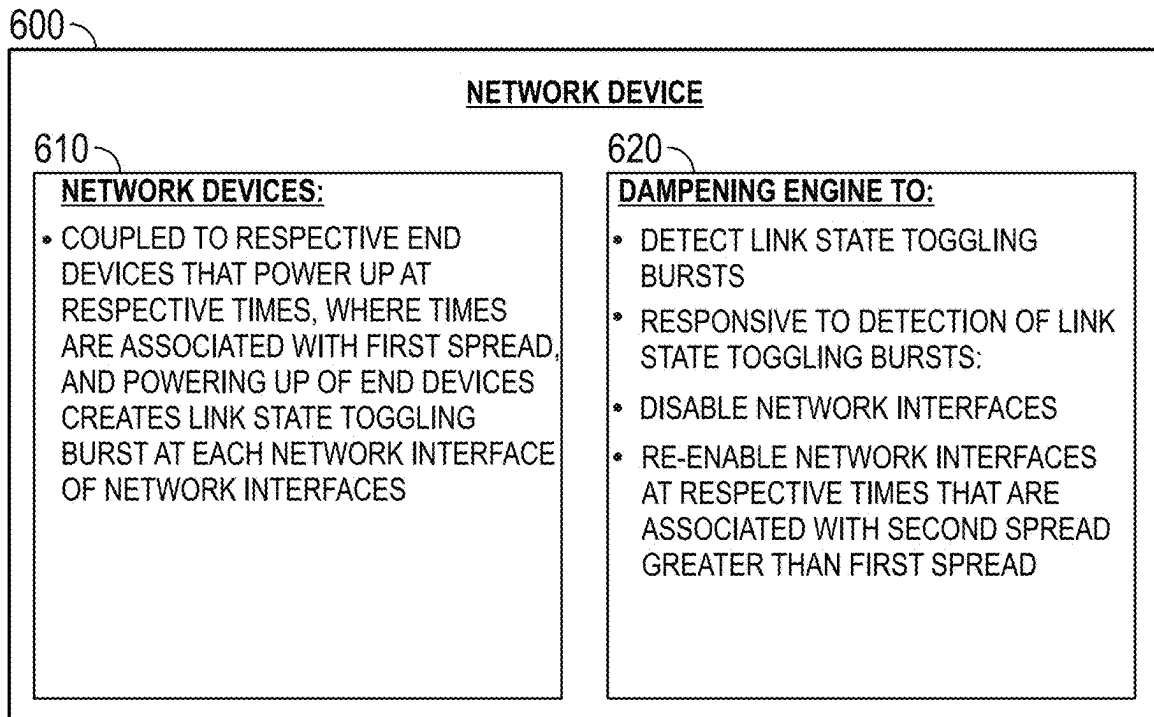 600
NETWORK DEVICE
610
NETWORK DEVICES:
• COUPLED TO RESPECTIVE END
DEVICES THAT POWER UP AT
RESPECTIVE TIMES, WHERE TIMES
ARE ASSOCIATED WITH FIRST SPREAD,
AND POWERING UP OF END DEVICES
CREATES LINK STATE TOGGLING
BURST AT EACH NETWORK INTERFACE
OF NETWORK INTERFACES
620
DAMPENING ENGINE TO:
• DETECT LINK STATE TOGGLING
BURSTS
• RESPONSIVE TO DETECTION OF LINK
STATE TOGGLING BURSTS:
• DISABLE NETWORK INTERFACES
• RE-ENABLE NETWORK INTERFACES
AT RESPECTIVE TIMES THAT ARE
ASSOCIATED WITH SECOND SPREAD
GREATER THAN FIRST SPREAD